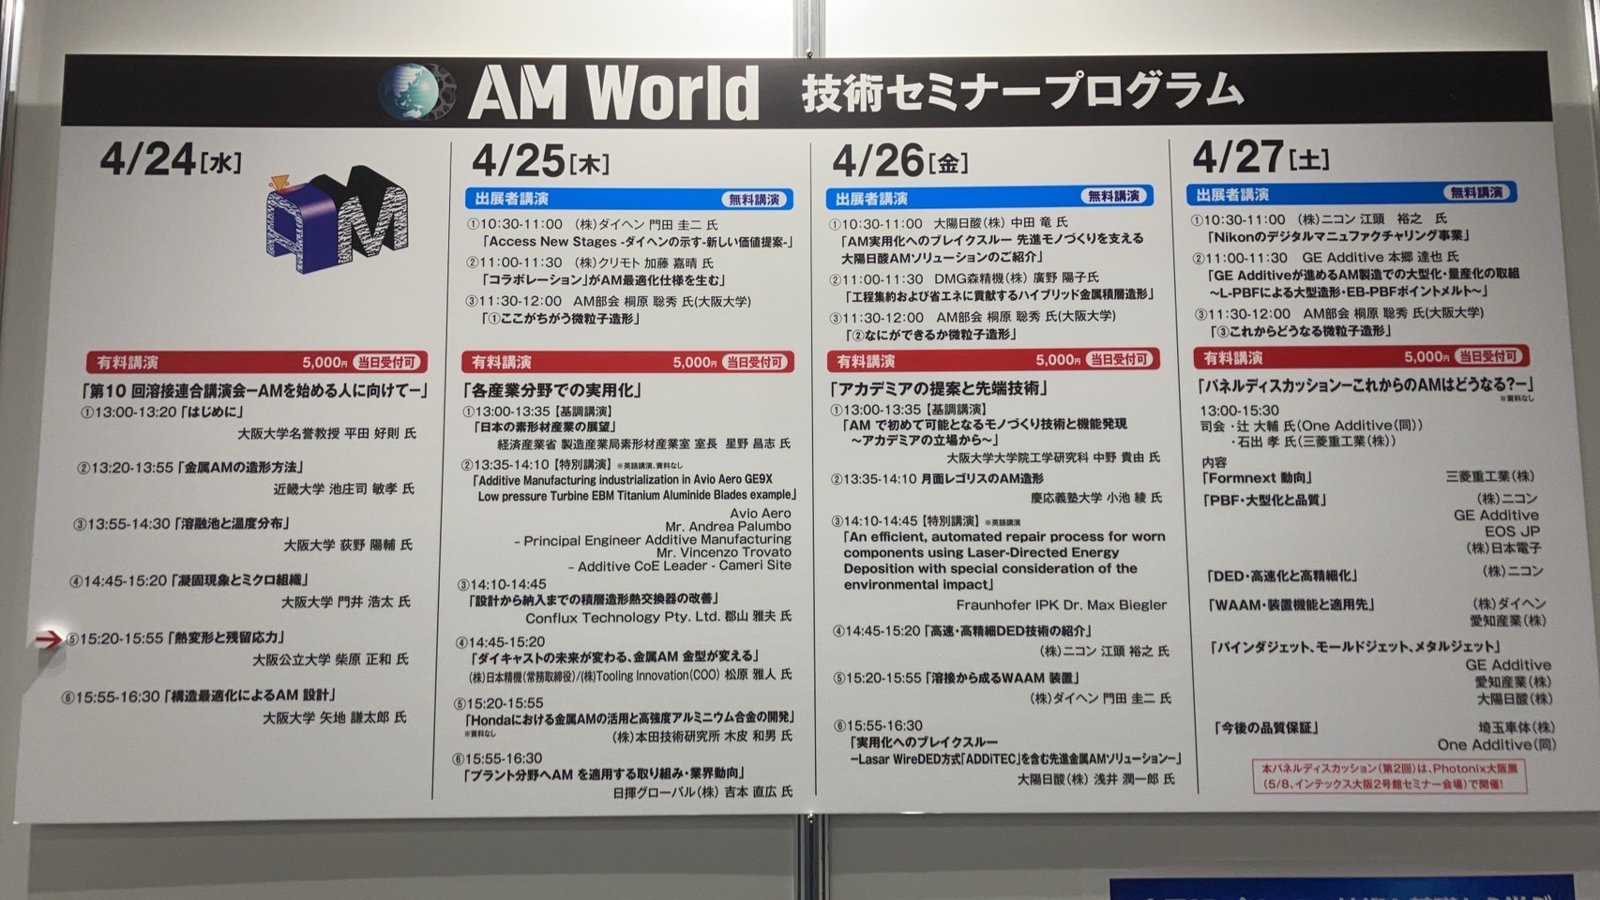 AM World 技術セミナープログラム
4/24[水]
AM
有料講演 5,000円 当日受付可
「第10回溶接連合講演会ーAMを始める人に向けてー」
①13:00-13:20「はじめに」
大阪大学名誉教授 平田 好則 氏
②13:20-13:55「金属AMの造形方法」
近畿大学 池庄司 敏孝 氏
③13:55-14:30「溶融池と温度分布」
大阪大学 荻野 陽輔 氏
④14:45-15:20「凝固現象とミクロ組織」
大阪大学 門井 浩太 氏
→⑤15:20-15:55「熱変形と残留応力」
大阪公立大学 柴原 正和 氏
⑥15:55-16:30「構造最適化によるAM 設計」
大阪大学 矢地 謙太郎 氏
4/25[木]
出展者講演 無料講演
①10:30-11:00 (株)ダイヘン 門田 圭二 氏
「Access New Stages -ダイヘンの示す-新しい価値提案-」
②11:00-11:30 (株)クリモト 加藤 嘉晴 氏
「コラボレーション」がAM最適化仕様を生む」
③11:30-12:00 AM部会 桐原 聡秀 氏(大阪大学)
「①ここがちがう微粒子造形」
有料講演 5,000円 当日受付可
「各産業分野での実用化」
①13:00-13:35【基調講演】
「日本の素形材産業の展望」
経済産業省 製造産業局素形材産業室 室長 星野 昌志 氏
②13:35-14:10【特別講演】※英語講演、資料なし
「Additive Manufacturing industrialization in Avio Aero GE9X
Low pressure Turbine EBM Titanium Aluminide Blades example」
Avio Aero
Mr. Andrea Palumbo
– Principal Engineer Additive Manufacturing
Mr. Vincenzo Trovato
– Additive CoE Leader - Cameri Site
③14:10-14:45
「設計から納入までの積層造形熱交換器の改善」
Conflux Technology Pty. Ltd. 郡山 雅夫 氏
④14:45-15:20
「ダイキャストの未来が変わる、金属AM 金型が変える」
(株)日本精機(常務取締役)/(株)Tooling Innovation(COO) 松原 雅人 氏
⑤15:20-15:55
「Hondaにおける金属AMの活用と高強度アルミニウム合金の開発」
※資料なし (株)本田技術研究所 木皮 和男 氏
⑥15:55-16:30
「プラント分野へAM を適用する取り組み・業界動向」
日揮グローバル(株) 吉本 直広 氏
4/26[金]
出展者講演 無料講演
①10:30-11:00 大陽日酸(株) 中田 竜 氏
「AM実用化へのブレイクスルー 先進モノづくりを支える
大陽日酸AMソリューションのご紹介」
②11:00-11:30 DMG森精機(株) 廣野 陽子氏
「工程集約および省エネに貢献するハイブリッド金属積層造形」
③11:30-12:00 AM部会 桐原 聡秀 氏(大阪大学)
「②なにができるか微粒子造形」
有料講演 5,000円 当日受付可
「アカデミアの提案と先端技術」
①13:00-13:35【基調講演】
「AM で初めて可能となるモノづくり技術と機能発現
～アカデミアの立場から～」
大阪大学大学院工学研究科 中野 貴由 氏
②13:35-14:10 月面レゴリスのAM造形
慶応義塾大学 小池 綾 氏
③14:10-14:45【特別講演】※英語講演
「An efficient, automated repair process for worn
components using Laser-Directed Energy
Deposition with special consideration of the
environmental impact」
Fraunhofer IPK Dr. Max Biegler
④14:45-15:20「高速・高精細DED技術の紹介」
(株)ニコン 江頭 裕之 氏
⑤15:20-15:55「溶接から成るWAAM 装置」
(株)ダイヘン 門田 圭二 氏
⑥15:55-16:30
「実用化へのブレイクスルー
ーLasar WireDED方式「ADDiTEC」を含む先進金属AMソリューションー」
大陽日酸(株) 浅井 潤一郎 氏
4/27[土]
出展者講演 無料講演
①10:30-11:00 (株)ニコン 江頭 裕之 氏
「Nikonのデジタルマニュファクチャリング事業」
②11:00-11:30 GE Additive 本郷 達也 氏
「GE Additiveが進めるAM製造での大型化・量産化の取組
～L-PBFによる大型造形・EB-PBFポイントメルト～」
③11:30-12:00 AM部会 桐原 聡秀 氏(大阪大学)
「③これからどうなる微粒子造形」
有料講演 5,000円 当日受付可
「パネルディスカッションーこれからのAMはどうなる?ー」
※資料なし
13:00-15:30
司会・辻 大輔 氏(One Additive(同))
・石出 孝 氏(三菱重工業(株))
内容
「Formnext 動向」 三菱重工業(株)
「PBF・大型化と品質」 (株)ニコン
GE Additive
EOS JP
(株)日本電子
「DED・高速化と高精細化」 (株)ニコン
「WAAM・装置機能と適用先」 (株)ダイヘン
愛知産業(株)
「バインダジェット、モールドジェット、メタルジェット」
GE Additive
愛知産業(株)
大陽日酸(株)
「今後の品質保証」 埼玉車体(株)
One Additive(同)
本パネルディスカッション(第2回)は、Photonix大阪展
(5/8、インテックス大阪2号館セミナー会場)で開催!